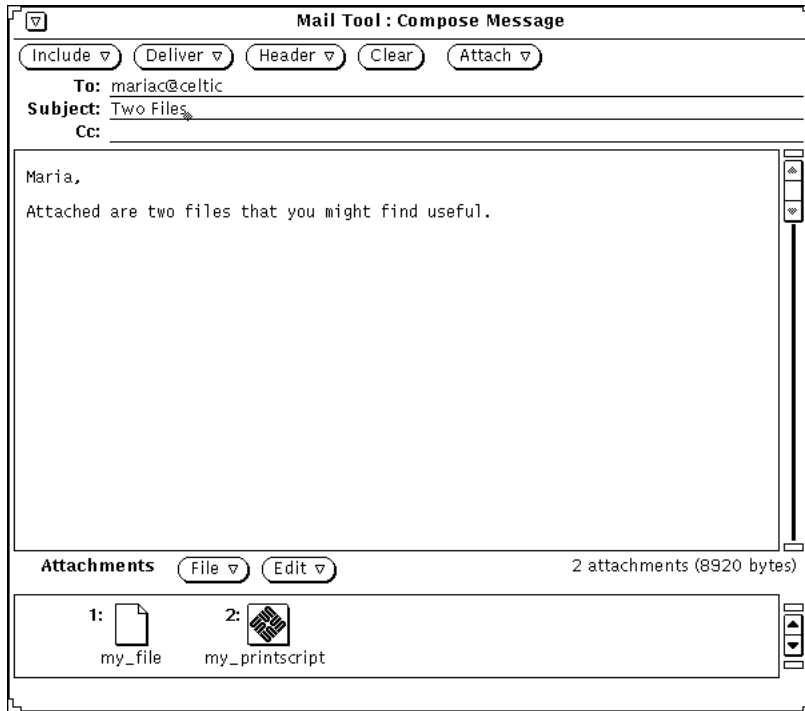 Mail Tool : Compose Message
Include Deliver Header Clear Attach
To: mariac@celtic
Subject: Two Files
Cc:
Maria,
Attached are two files that you might find useful.
Attachments File Edit 2 attachments (8920 bytes)
1: 2:
my_file my_printscript